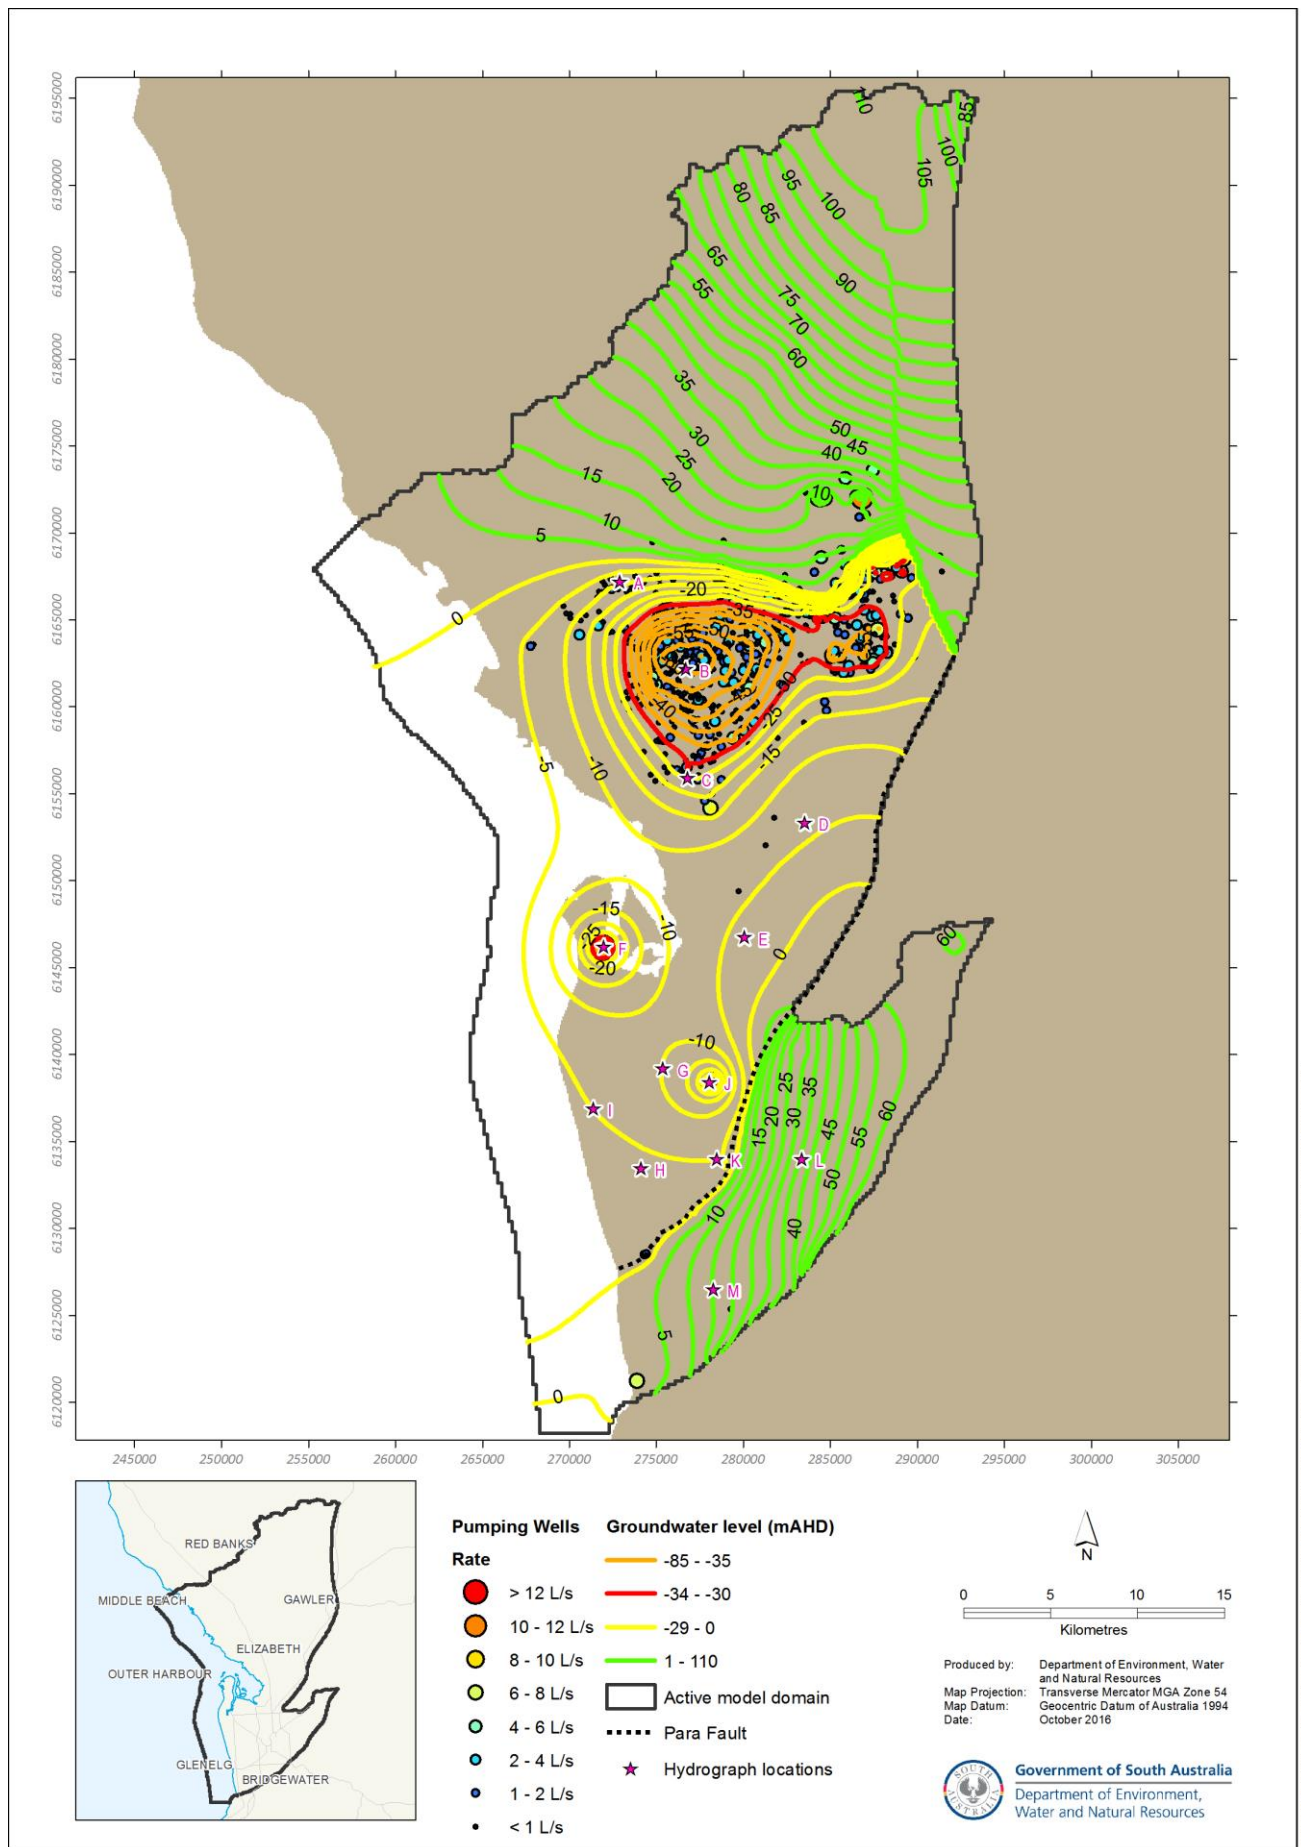 6195000
6190000
6185000
6180000
6175000
6170000
6165000
6160000
6155000
6150000
6145000
6140000
6135000
6130000
6125000
6120000
110
85
100
105
80
85
95
100
65
55
90
75
70
60
35
50
45
40
30
25
20
15
10
10
5
0
A
-20
-35
-55
-50
B
-30
-40
-45
-25
-15
-5
-10
C
D
-15
-10
-25
F
-20
E
0
60
-10
G
J
I
H
K
L
25
35
20
30
15
45
55
60
50
10
40
M
5
0
245000 250000 255000 260000 265000 270000 275000 280000 285000 290000 295000 300000 305000
RED BANKS
MIDDLE BEACH
GAWLER
ELIZABETH
OUTER HARBOUR
GLENELG
BRIDGEWATER
Pumping Wells
Rate
> 12 L/s
10 - 12 L/s
8 - 10 L/s
6 - 8 L/s
4 - 6 L/s
2 - 4 L/s
1 - 2 L/s
< 1 L/s
Groundwater level (mAHD)
-85 - -35
-34 - -30
-29 - 0
1 - 110
Active model domain
Para Fault
Hydrograph locations
N
0 5 10 15
Kilometres
Produced by: Department of Environment, Water
and Natural Resources
Map Projection: Transverse Mercator MGA Zone 54
Map Datum: Geocentric Datum of Australia 1994
Date: October 2016
SOUTH AUSTRALIA
Government of South Australia
Department of Environment,
Water and Natural Resources